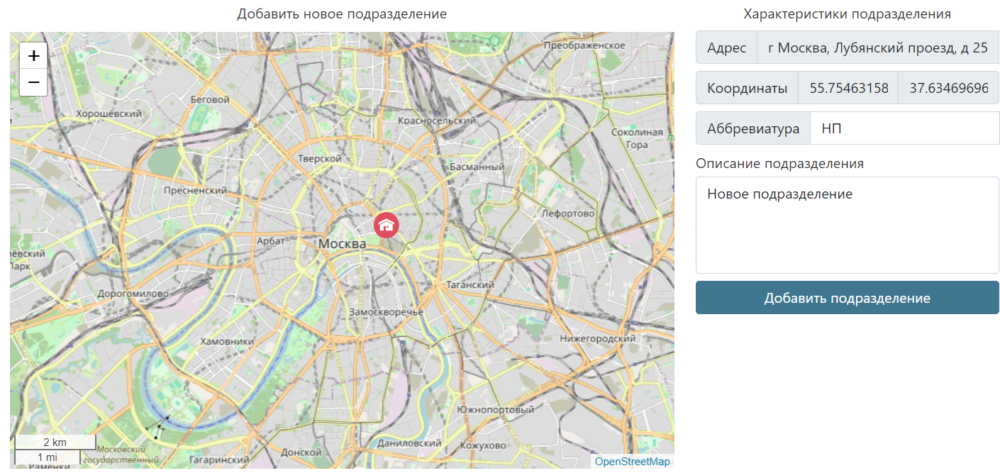 Добавить новое подразделение
+
−
Преображенское
Беговой
Хорошёвский
Красносельский
Соколиная
Гора
Тверской
Басманный
Пресненский
Лефортово
Арбат
Москва
Парк
Таганский
Дорогомилово
Замоскворечье
Хамовники
Нижегородский
Южнопортовый
2 km
1 mi
Московский
государственный
Раменки
Гагаринский
Донской
Даниловский
Кожухово
OpenStreetMap
Характеристики подразделения
Адрес
г Москва, Лубянский проезд, д 25
Координаты
55.75463158
37.63469696
Аббревиатура
НП
Описание подразделения
Новое подразделение
Добавить подразделение